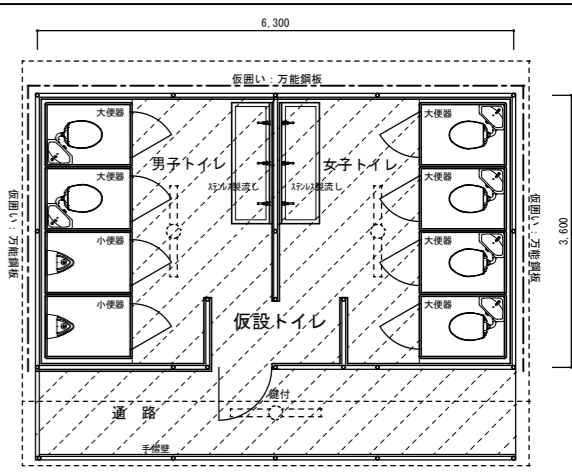 6,300
仮囲い：万能鋼板
大便器
大便器
男子トイレ
女子トイレ
ステンレス製流し
ステンレス製流し
大便器
大便器
仮囲い：万能鋼板
仮囲い：万能鋼板
3,600
小便器
大便器
小便器
大便器
仮設トイレ
鍵付
通路
手摺壁